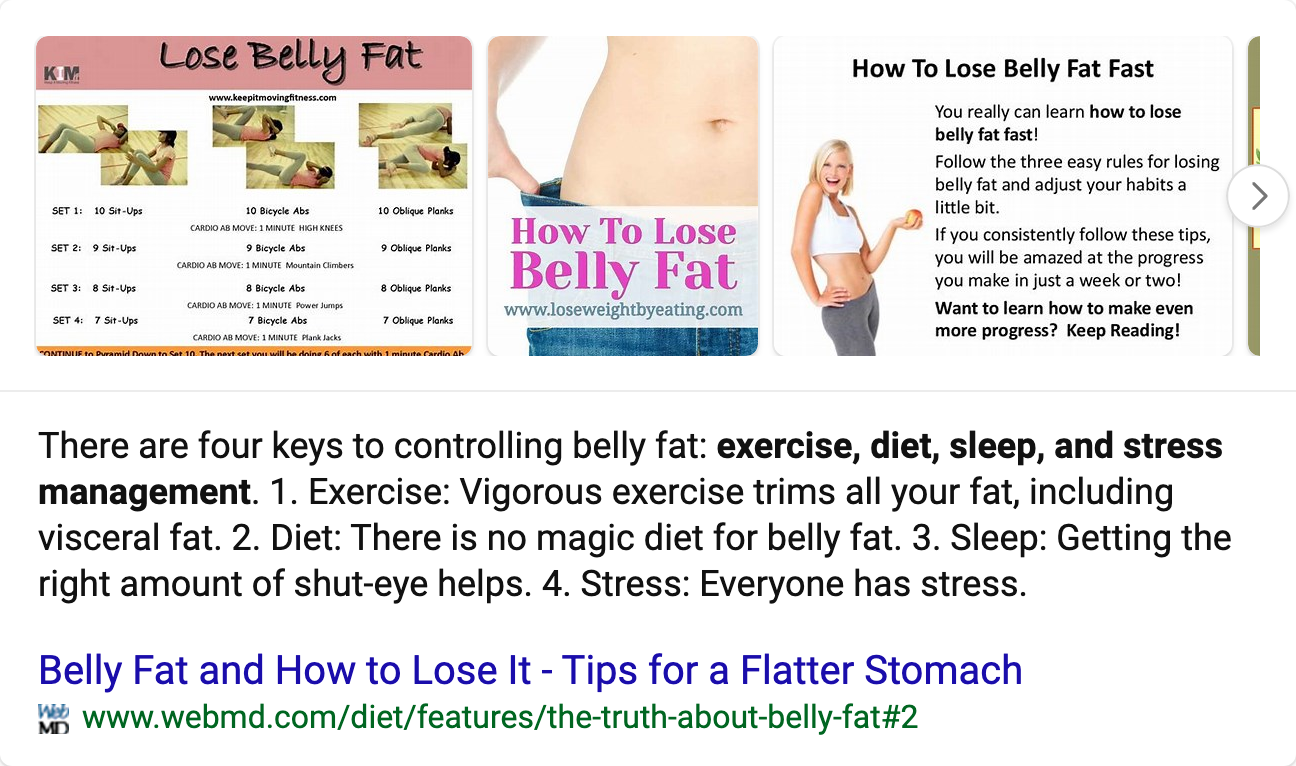 Lose Belly Fat
KIM
www.keepitmovingfitness.com
SET 1: 10 Sit-Ups 10 Bicycle Abs 10 Oblique Planks
CARDIO AB MOVE: 1 MINUTE HIGH KNEES
SET 2: 9 Sit-Ups 9 Bicycle Abs 9 Oblique Planks
CARDIO AB MOVE: 1 MINUTE Mountain Climbers
SET 3: 8 Sit-Ups 8 Bicycle Abs 8 Oblique Planks
CARDIO AB MOVE: 1 MINUTE Power Jumps
SET 4: 7 Sit-Ups 7 Bicycle Abs 7 Oblique Planks
CARDIO AB MOVE: 1 MINUTE Plank Jacks
CONTINUE to Pyramid Down to Set 10. The next set you will be doing 6 of each with 1 minute Cardio Ab
How To Lose
Belly Fat
www.loseweightbyeating.com
How To Lose Belly Fat Fast
You really can learn how to lose
belly fat fast!
Follow the three easy rules for losing
belly fat and adjust your habits a
little bit.
If you consistently follow these tips,
you will be amazed at the progress
you make in just a week or two!
Want to learn how to make even
more progress? Keep Reading!
There are four keys to controlling belly fat: exercise, diet, sleep, and stress
management. 1. Exercise: Vigorous exercise trims all your fat, including
visceral fat. 2. Diet: There is no magic diet for belly fat. 3. Sleep: Getting the
right amount of shut-eye helps. 4. Stress: Everyone has stress.
Belly Fat and How to Lose It - Tips for a Flatter Stomach
Web
MD
www.webmd.com/diet/features/the-truth-about-belly-fat#2